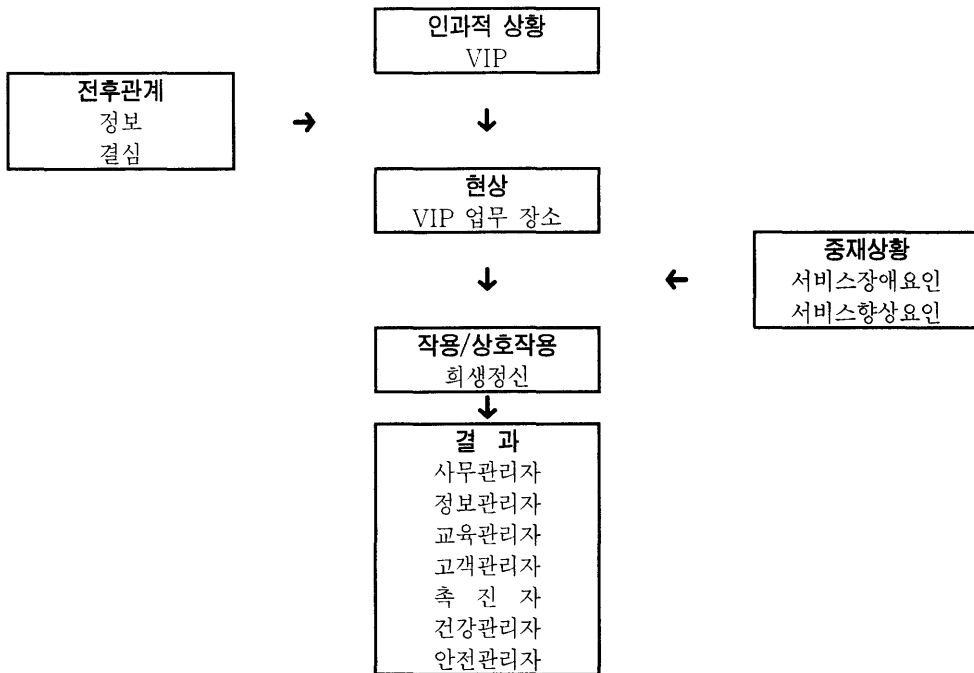 인과적 상황
VIP
전후관계
정보
결심
현상
VIP 업무 장소
중재상황
서비스장애요인
서비스향상요인
작용/상호작용
희생정신
결 과
사무관리자
정보관리자
교육관리자
고객관리자
촉 진 자
건강관리자
안전관리자